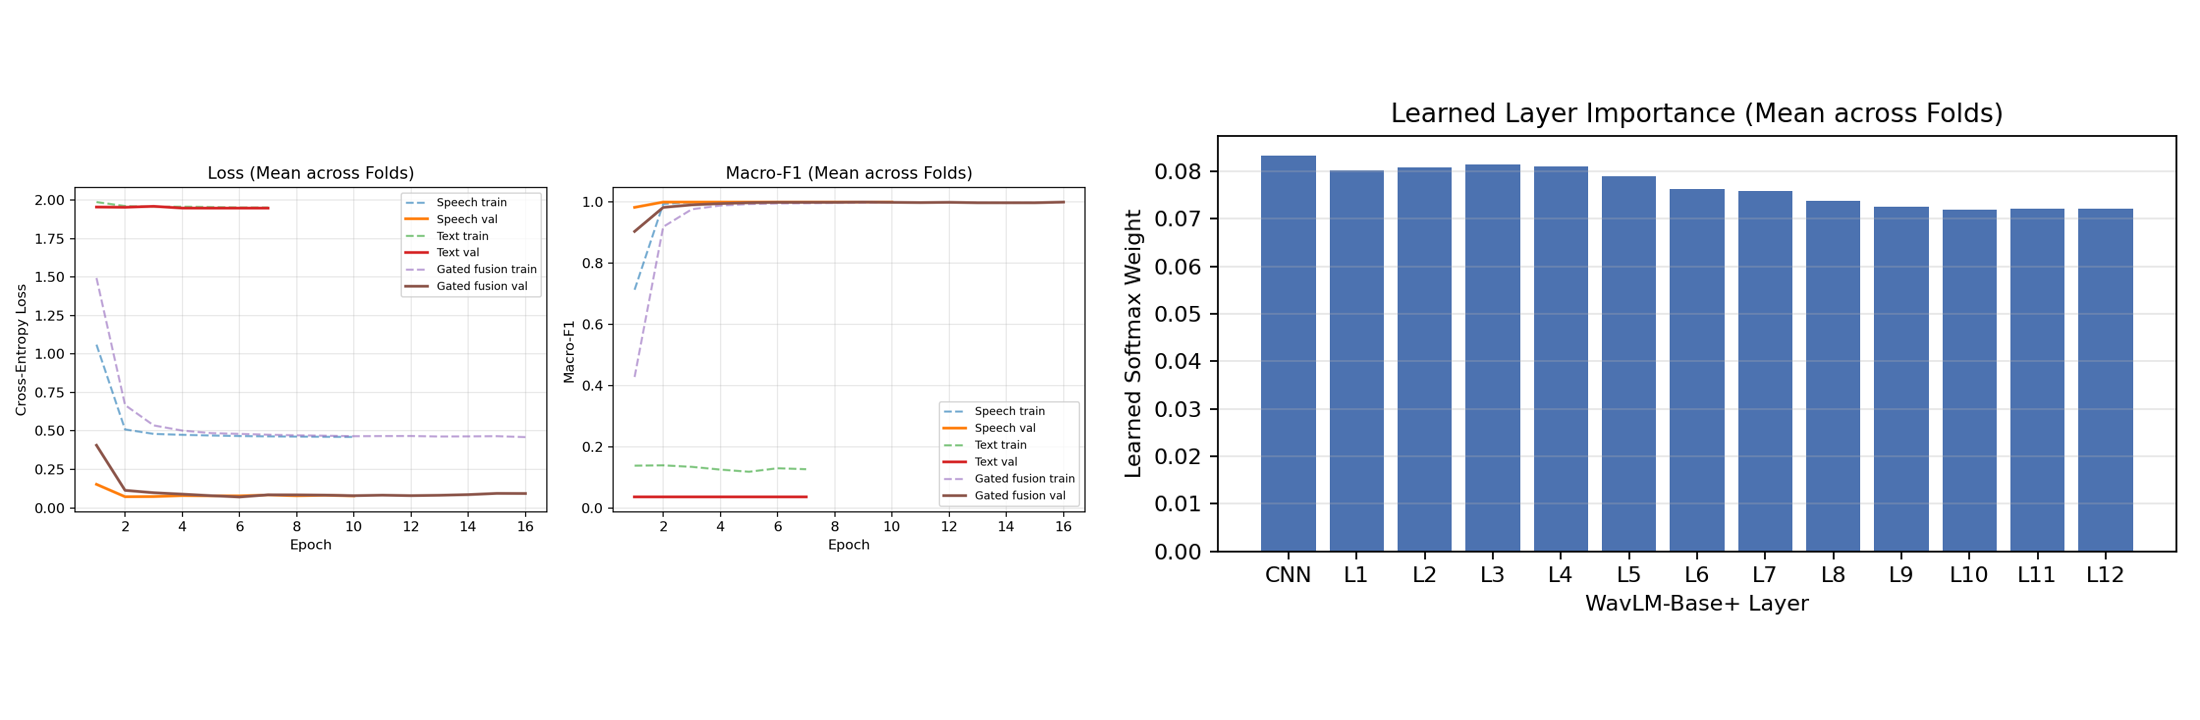 Loss (Mean across Folds)
Cross-Entropy Loss
2.00
1.75
1.50
1.25
1.00
0.75
0.50
0.25
0.00
2 4 6 8 10 12 14 16
Epoch
Speech train
Speech val
Text train
Text val
Gated fusion train
Gated fusion val
Macro-F1 (Mean across Folds)
Macro-F1
1.0
0.8
0.6
0.4
0.2
0.0
2 4 6 8 10 12 14 16
Epoch
Speech train
Speech val
Text train
Text val
Gated fusion train
Gated fusion val
Learned Layer Importance (Mean across Folds)
Learned Softmax Weight
0.08
0.07
0.06
0.05
0.04
0.03
0.02
0.01
0.00
CNN L1 L2 L3 L4 L5 L6 L7 L8 L9 L10 L11 L12
WavLM-Base+ Layer